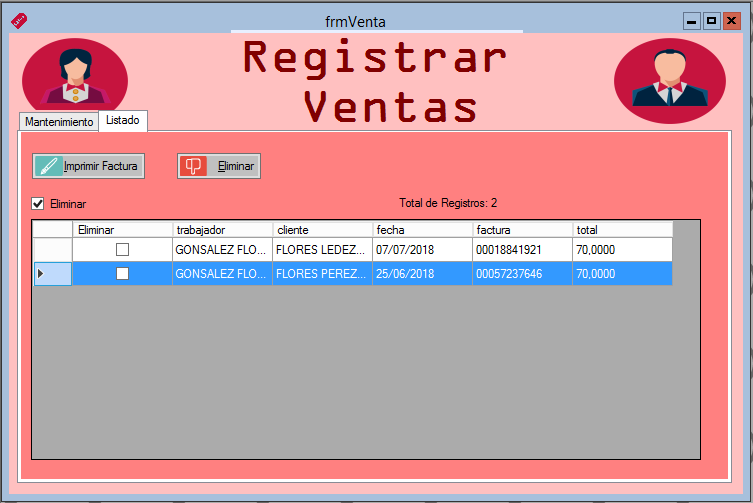 frmVenta
Registrar
Ventas
Mantenimiento Listado
Imprimir Factura Eliminar
Eliminar Total de Registros: 2
Eliminar trabajador cliente fecha factura total
GONSALEZ FLO... FLORES LEDEZ... 07/07/2018 00018841921 70,0000
GONSALEZ FLO... FLORES PEREZ... 25/06/2018 00057237646 70,0000